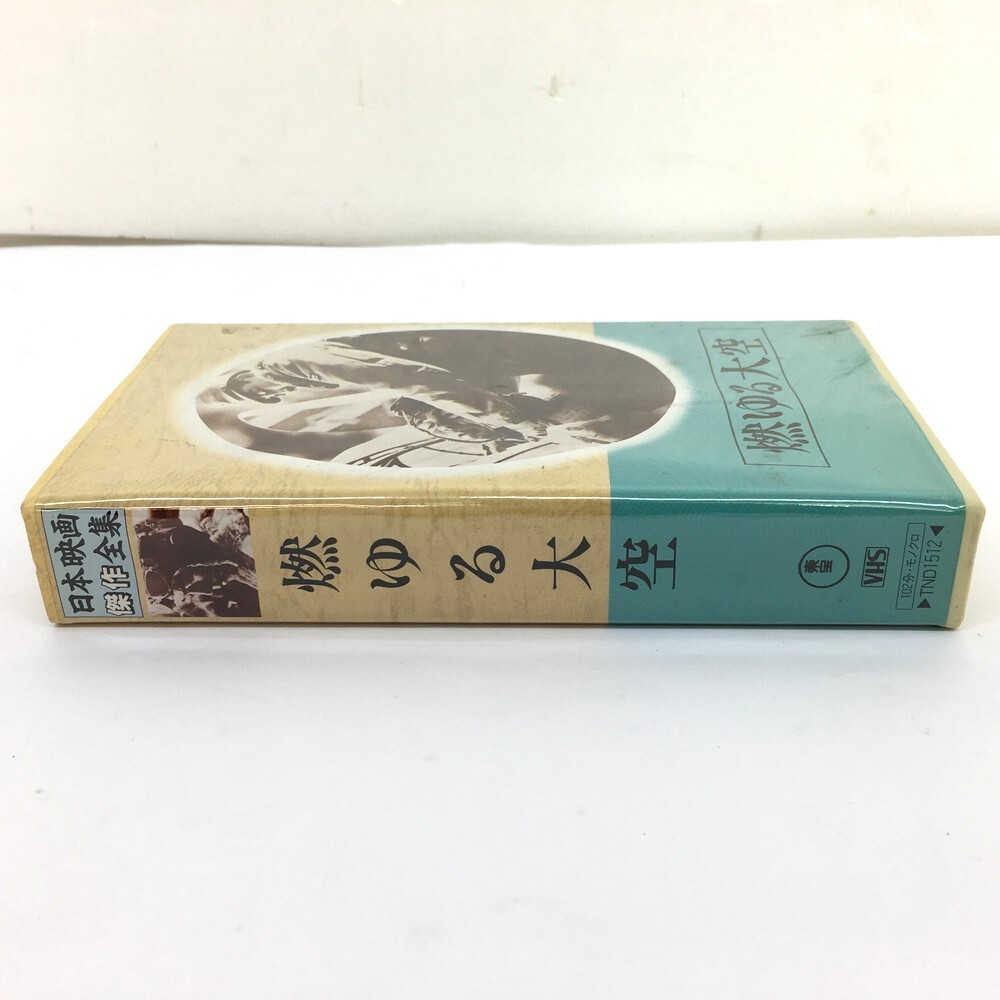 燃ゆる大空
日本映画
傑作全集
燃ゆる大空
東宝
VHS
102分・モノクロ
▶TND1512◀